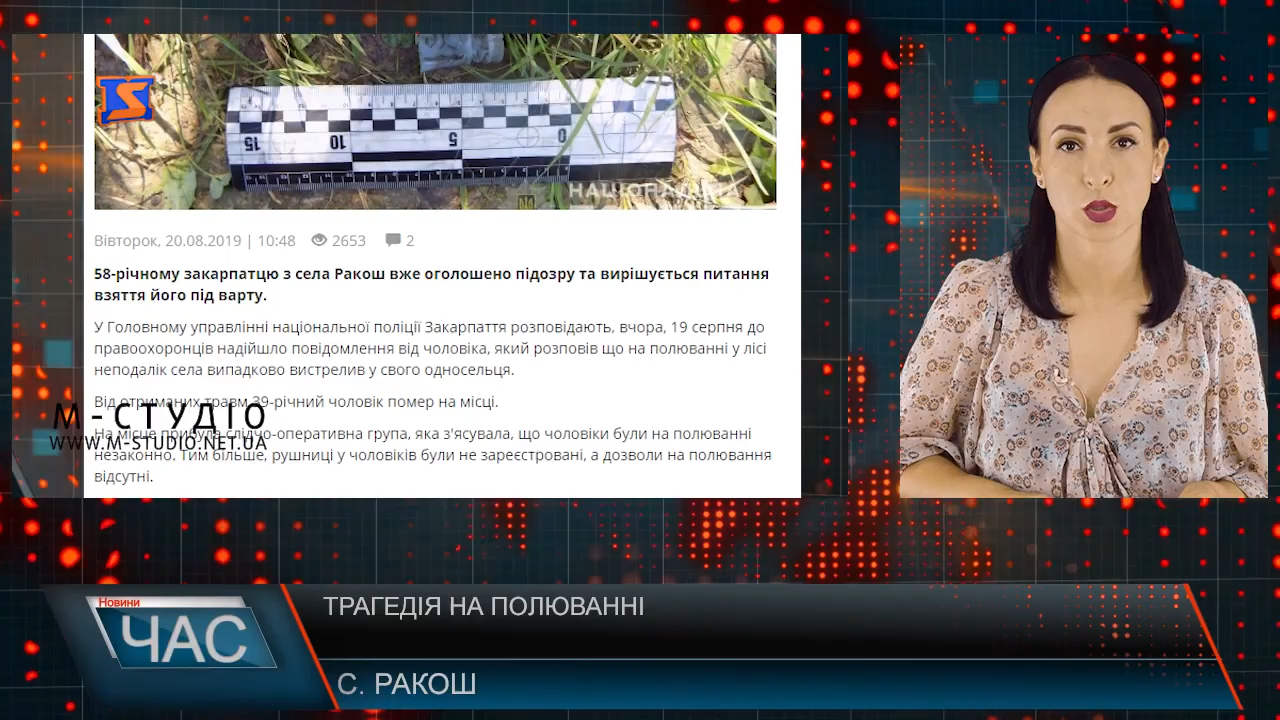 15
10
5
0
Вівторок, 20.08.2019 | 10:48 2653 2
58-річному закарпатцю з села Ракош вже оголошено підозру та вирішується питання
взяття його під варту.
У Головному управлінні національної поліції Закарпаття розповідають, вчора, 19 серпня до
правоохоронців надійшло повідомлення від чоловіка, який розповів що на полюванні у лісі
неподалік села випадково вистрелив у свого односельця.
Від отриманих травм 39-річний чоловік помер на місці.
М-СТУДІО
На місце прибула слідчо-оперативна група, яка з'ясувала, що чоловіки були на полюванні
WWW.M-STUDIO.NET.UA
незаконно. Тим більше, рушниці у чоловіків були не зареєстровані, а дозволи на полювання
відсутні.
Новини
ЧАС
ТРАГЕДІЯ НА ПОЛЮВАННІ
С. РАКОШ